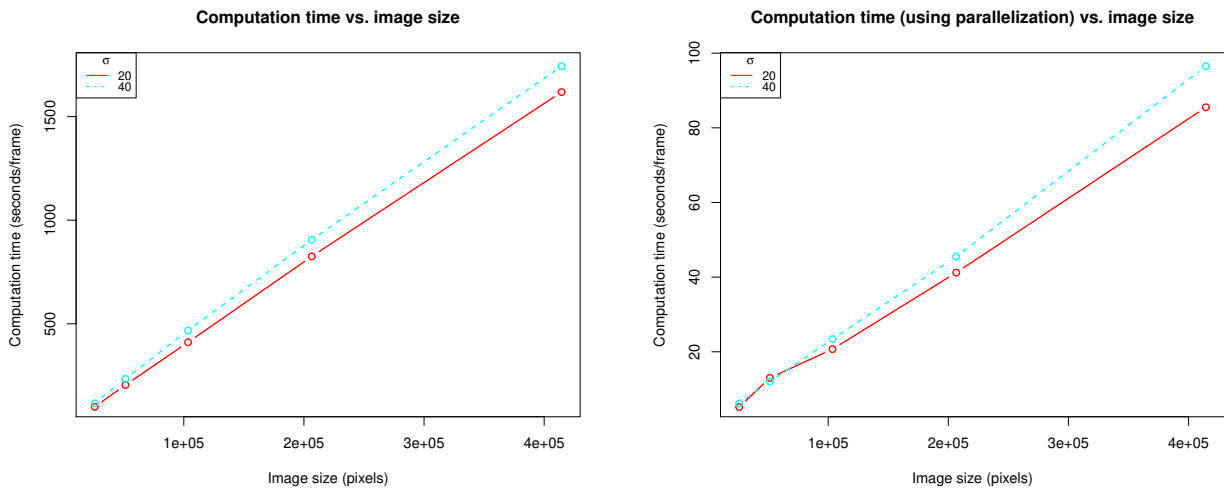 Computation time vs. image size
σ
20
40
Computation time (seconds/frame)
500
1000
1500
1e+05
2e+05
3e+05
4e+05
Image size (pixels)
Computation time (using parallelization) vs. image size
σ
20
40
Computation time (seconds/frame)
20
40
60
80
100
1e+05
2e+05
3e+05
4e+05
Image size (pixels)